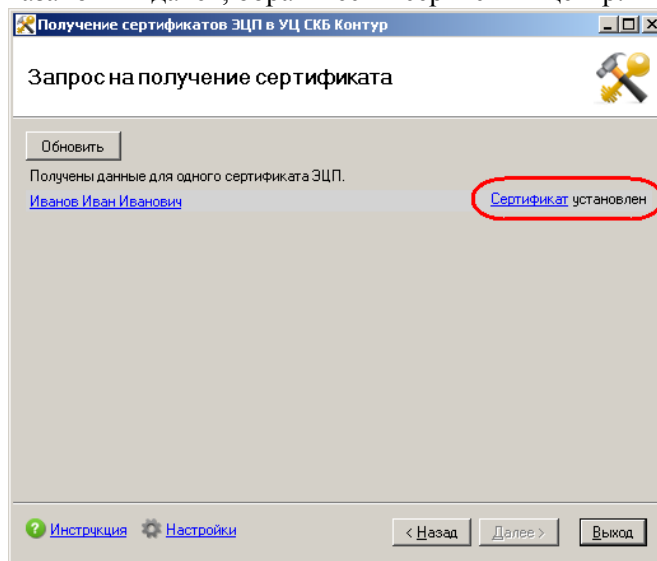 Получение сертификатов ЭЦП в УЦ СКБ Контур
Запрос на получение сертификата
Обновить
Получены данные для одного сертификата ЭЦП.
Иванов Иван Иванович Сертификат установлен
Инструкция Настройки < Назад Далее > Выход